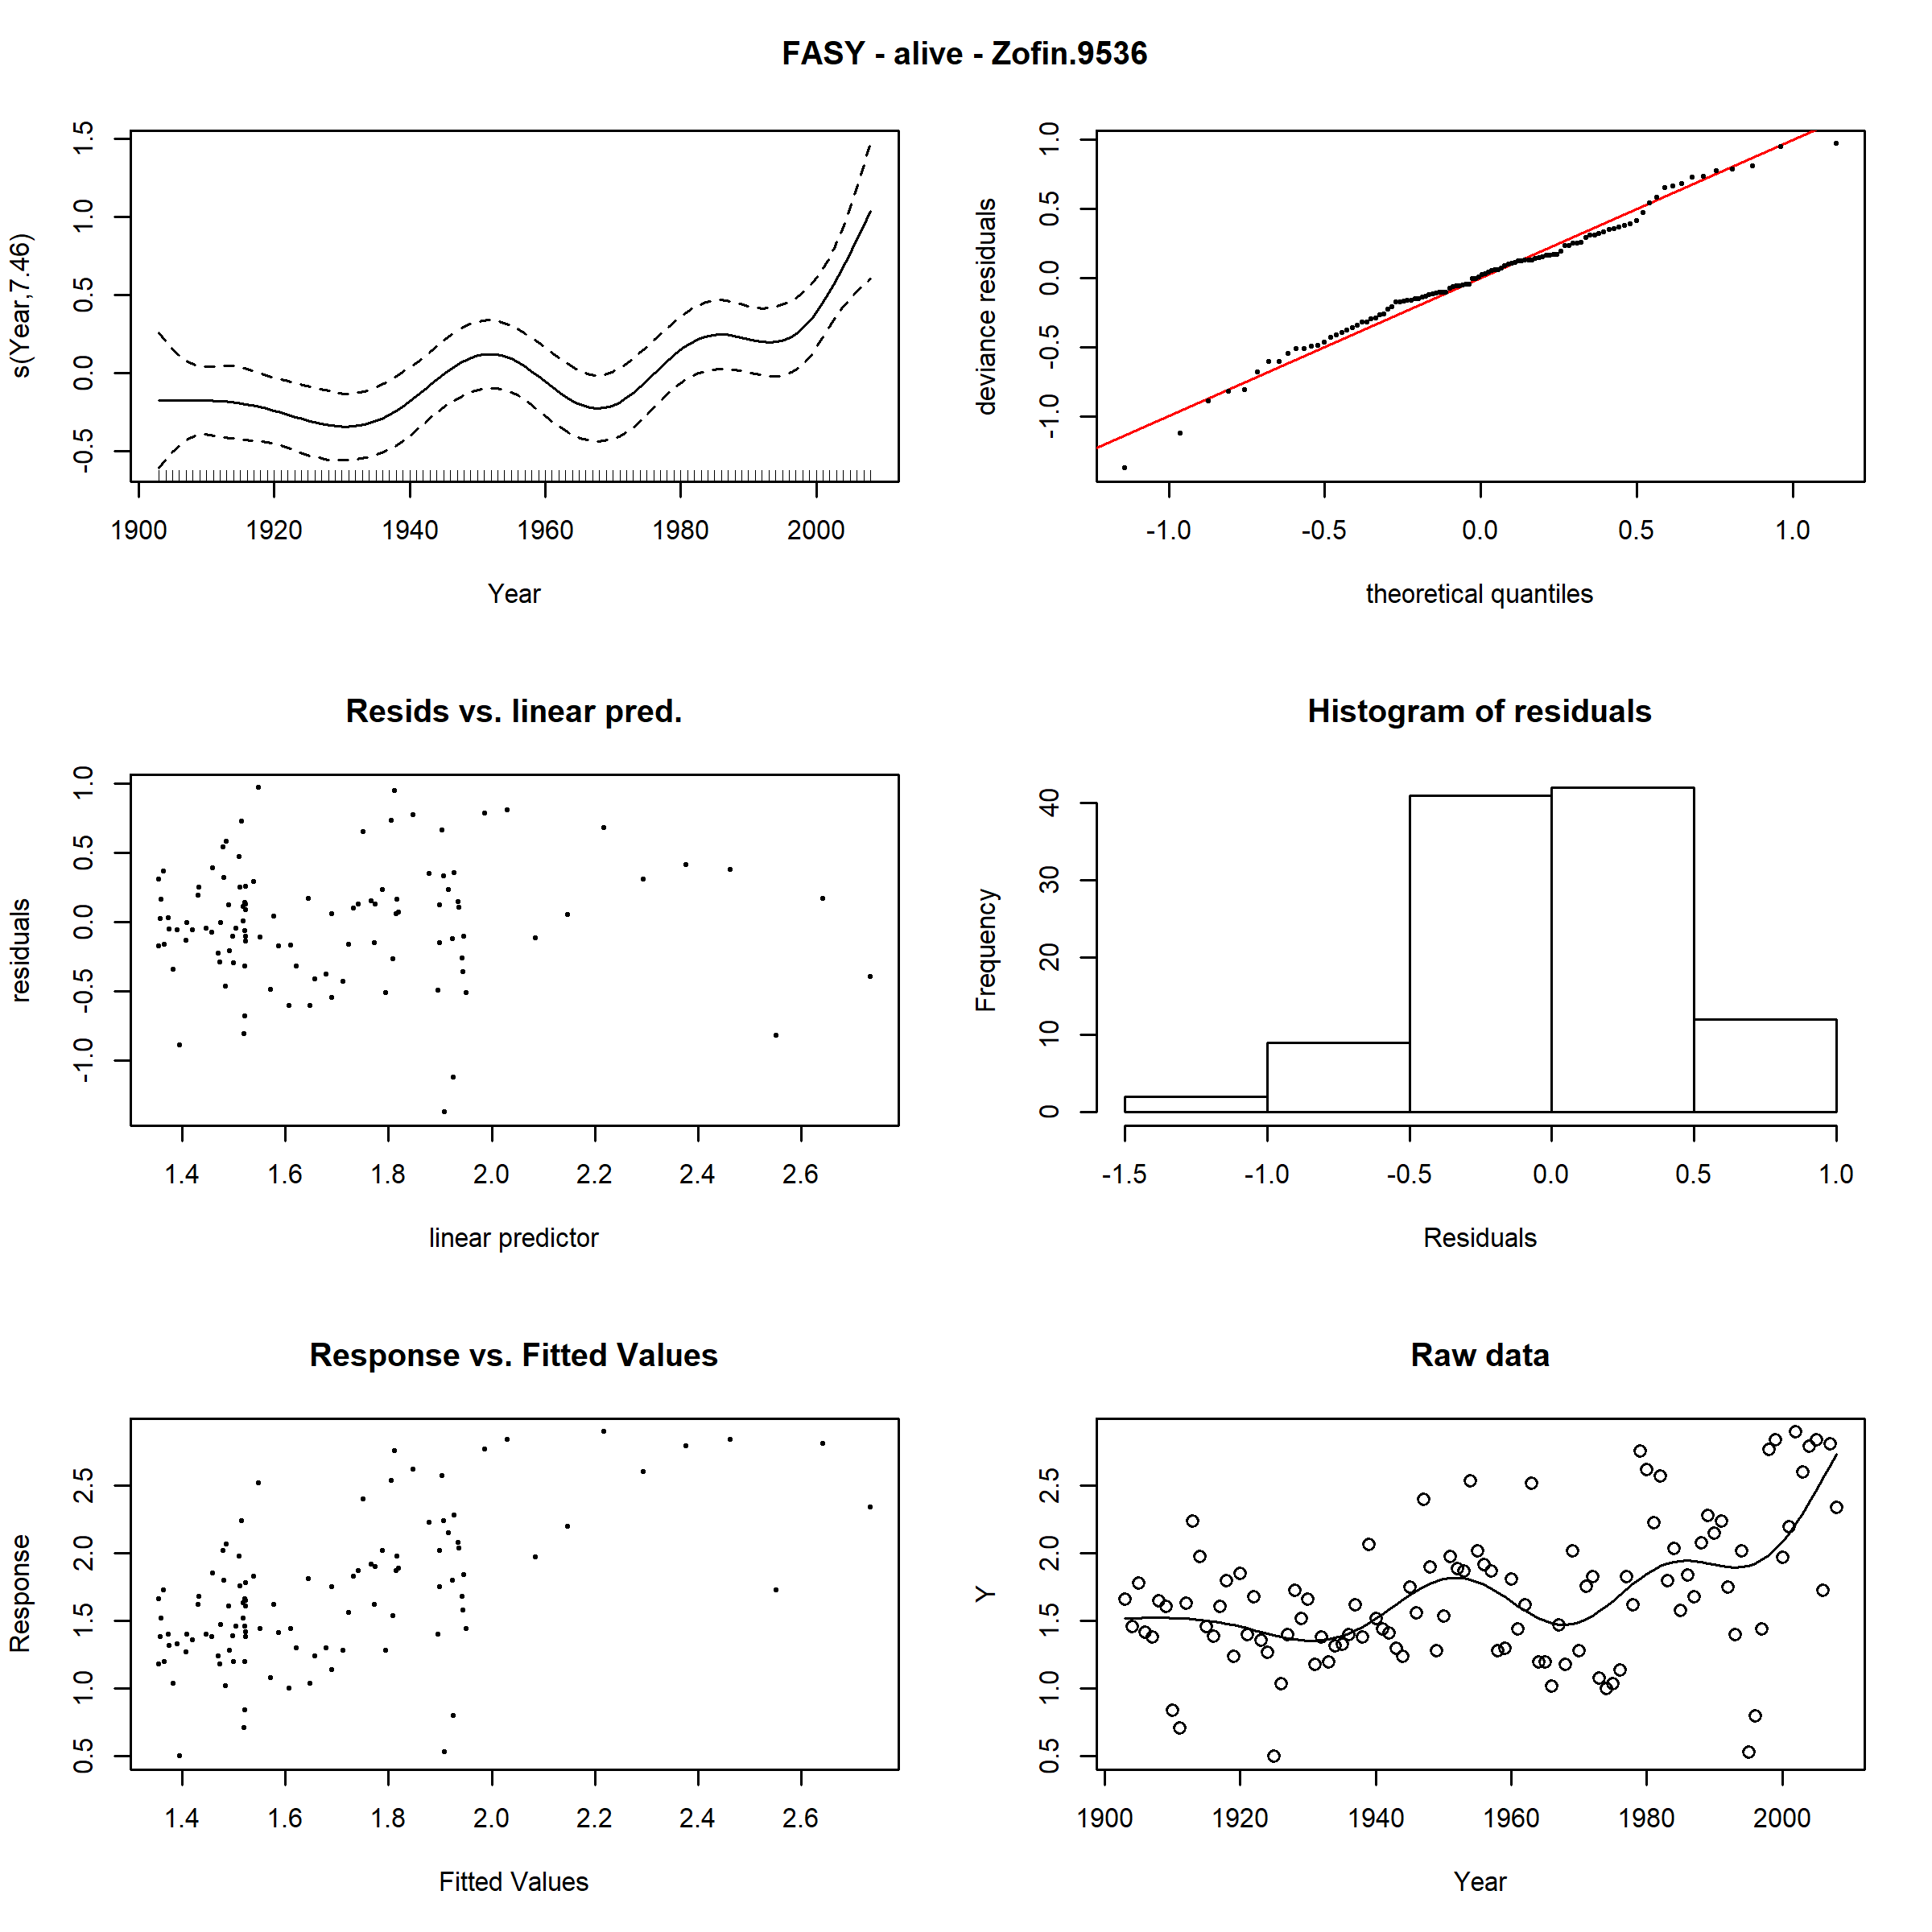 FASY - alive - Zofin.9536
s(Year,7.46)
-0.5 0.0 0.5 1.0 1.5
1900 1920 1940 1960 1980 2000
Year
deviance residuals
-1.0 -0.5 0.0 0.5 1.0
-1.0 -0.5 0.0 0.5 1.0
theoretical quantiles
Resids vs. linear pred.
residuals
-1.0 -0.5 0.0 0.5 1.0
1.4 1.6 1.8 2.0 2.2 2.4 2.6
linear predictor
Histogram of residuals
Frequency
0 10 20 30 40
-1.5 -1.0 -0.5 0.0 0.5 1.0
Residuals
Response vs. Fitted Values
Response
0.5 1.0 1.5 2.0 2.5
1.4 1.6 1.8 2.0 2.2 2.4 2.6
Fitted Values
Raw data
Y
0.5 1.0 1.5 2.0 2.5
1900 1920 1940 1960 1980 2000
Year